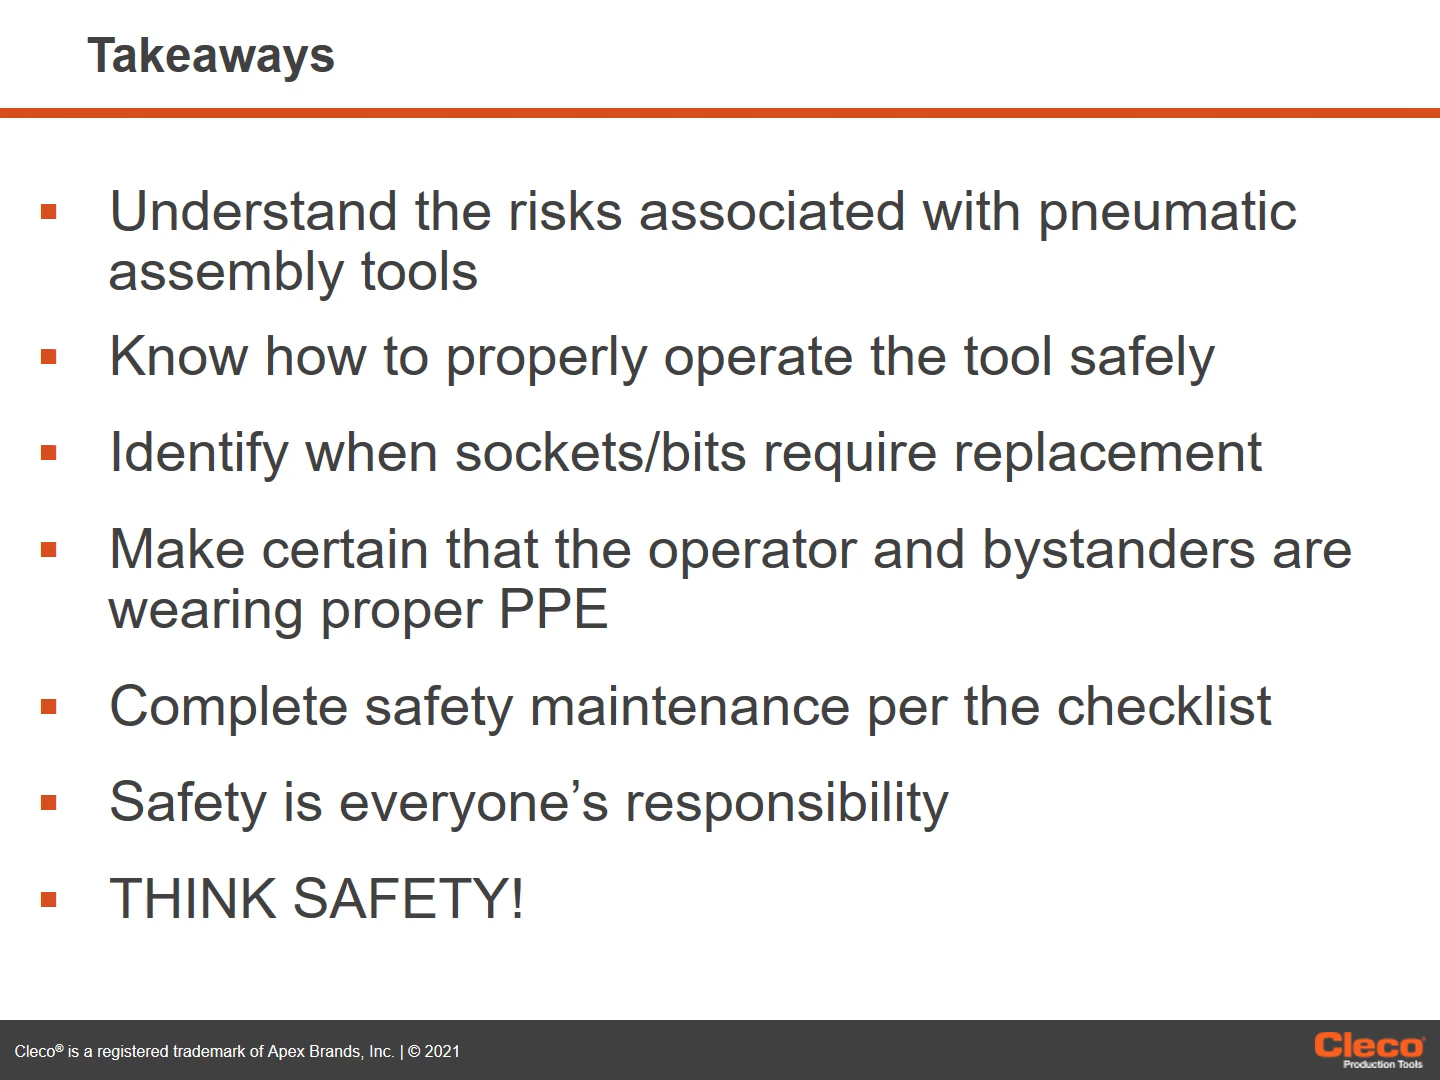 Takeaways
▪ Understand the risks associated with pneumatic
assembly tools
▪ Know how to properly operate the tool safely
▪ Identify when sockets/bits require replacement
▪ Make certain that the operator and bystanders are
wearing proper PPE
▪ Complete safety maintenance per the checklist
▪ Safety is everyone’s responsibility
▪ THINK SAFETY!
Cleco® is a registered trademark of Apex Brands, Inc. | © 2021
Cleco®
Production Tools